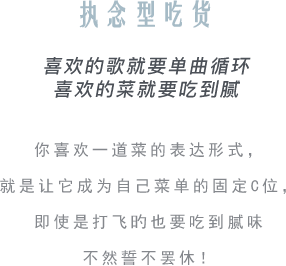 执念型吃货
喜欢的歌就要单曲循环
喜欢的菜就要吃到腻
你喜欢一道菜的表达形式，
就是让它成为自己菜单的固定C位，
即使是打飞的也要吃到腻味
不然誓不罢休！